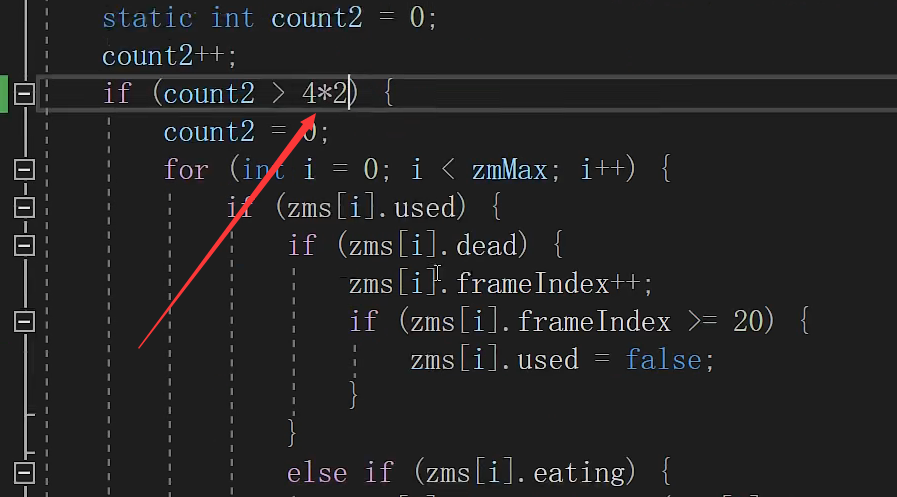 static int count2 = 0;
count2++;
if (count2 > 4*2) {
count2 = 0;
for (int i = 0; i < zmMax; i++) {
if (zms[i].used) {
if (zms[i].dead) {
zms[i].frameIndex++;
if (zms[i].frameIndex >= 20) {
zms[i].used = false;
}
}
else if (zms[i].eating) {